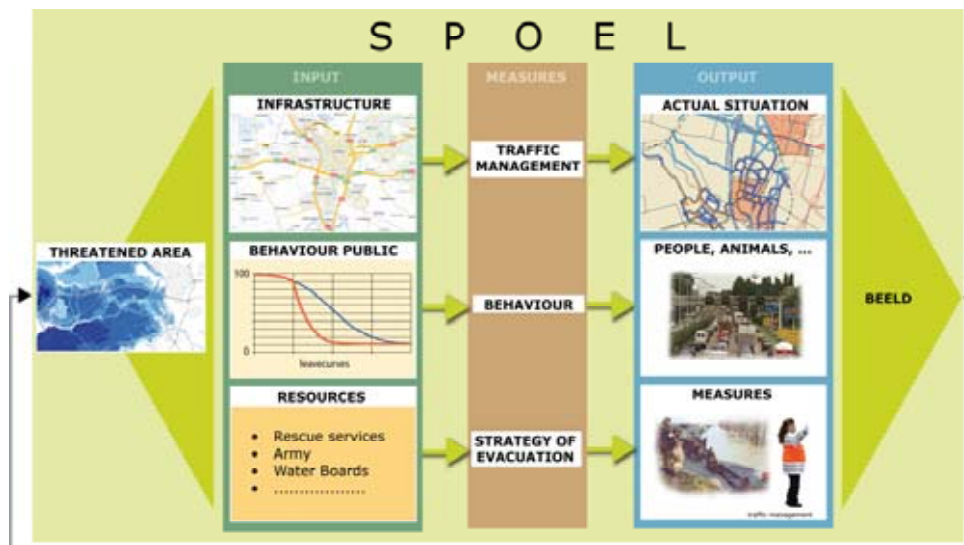 S P O E L
INPUT
MEASURES
OUTPUT
THREATENED AREA
INFRASTRUCTURE
BEHAVIOUR PUBLIC
100
0
leavecurves
RESOURCES
• Rescue services
• Army
• Water Boards
• ..................
TRAFFIC
MANAGEMENT
BEHAVIOUR
STRATEGY OF
EVACUATION
ACTUAL SITUATION
PEOPLE, ANIMALS, ...
MEASURES
traffic management
BEELD